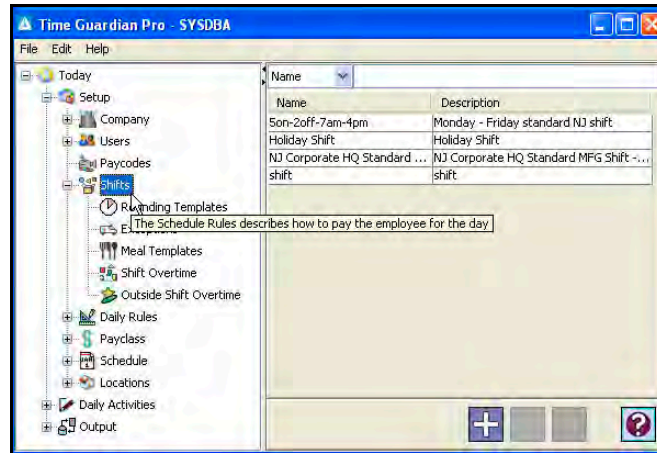 Time Guardian Pro - SYSDBA
File Edit Help
Today
Setup
Company
Users
Paycodes
Shifts
Rounding Templates
The Schedule Rules describes how to pay the employee for the day
Meal Templates
Shift Overtime
Outside Shift Overtime
Daily Rules
Payclass
Schedule
Locations
Daily Activities
Output
Name
Name Description
5on-2off-7am-4pm Monday - Friday standard NJ shift
Holiday Shift Holiday Shift
NJ Corporate HQ Standard ... NJ Corporate HQ Standard MFG Shift -...
shift shift